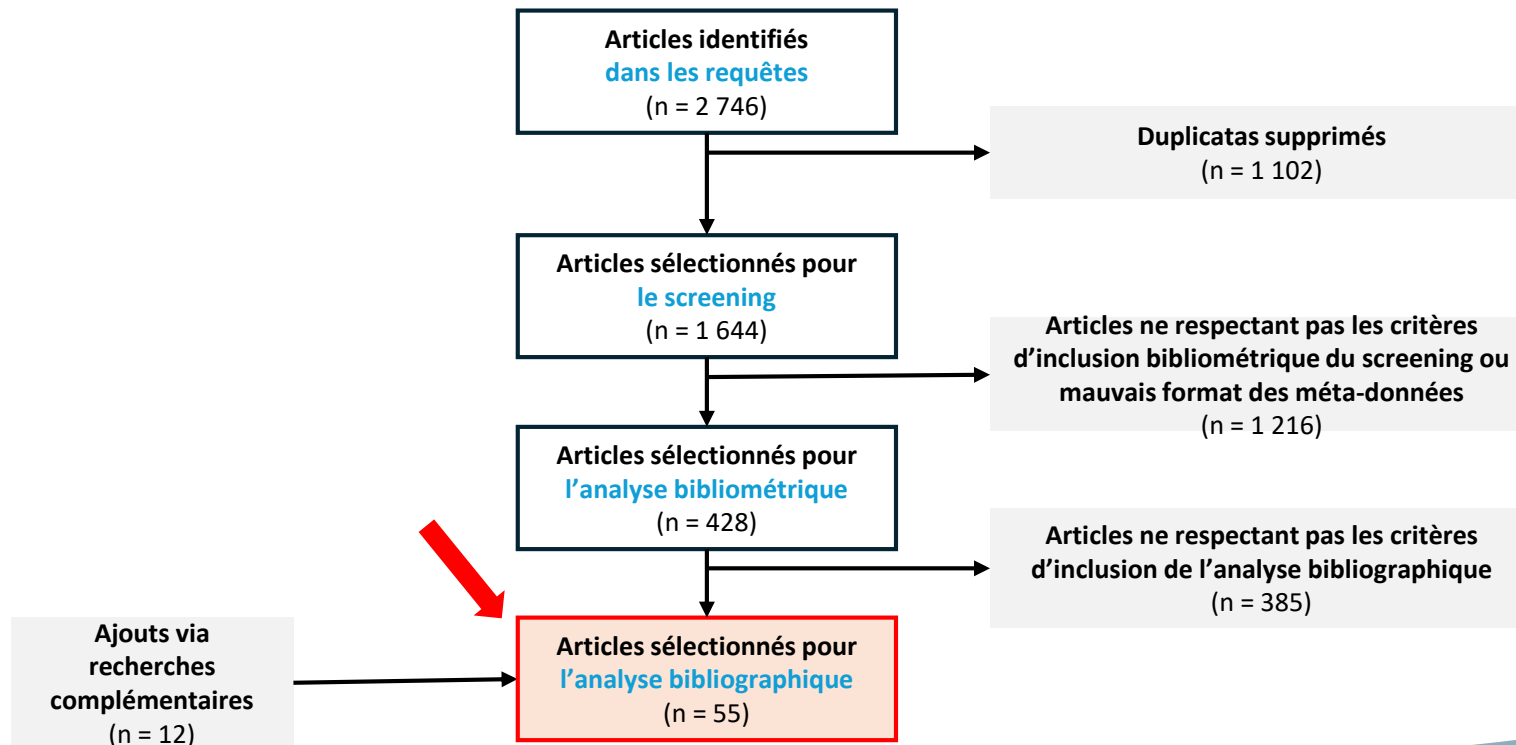 Articles identifiés
dans les requêtes
(n = 2 746)
Duplicatas supprimés
(n = 1 102)
Articles sélectionnés pour
le screening
(n = 1 644)
Articles ne respectant pas les critères
d’inclusion bibliométrique du screening ou
mauvais format des méta-données
(n = 1 216)
Articles sélectionnés pour
l’analyse bibliométrique
(n = 428)
Articles ne respectant pas les critères
d’inclusion de l’analyse bibliographique
(n = 385)
Ajouts via
recherches
complémentaires
(n = 12)
Articles sélectionnés pour
l’analyse bibliographique
(n = 55)